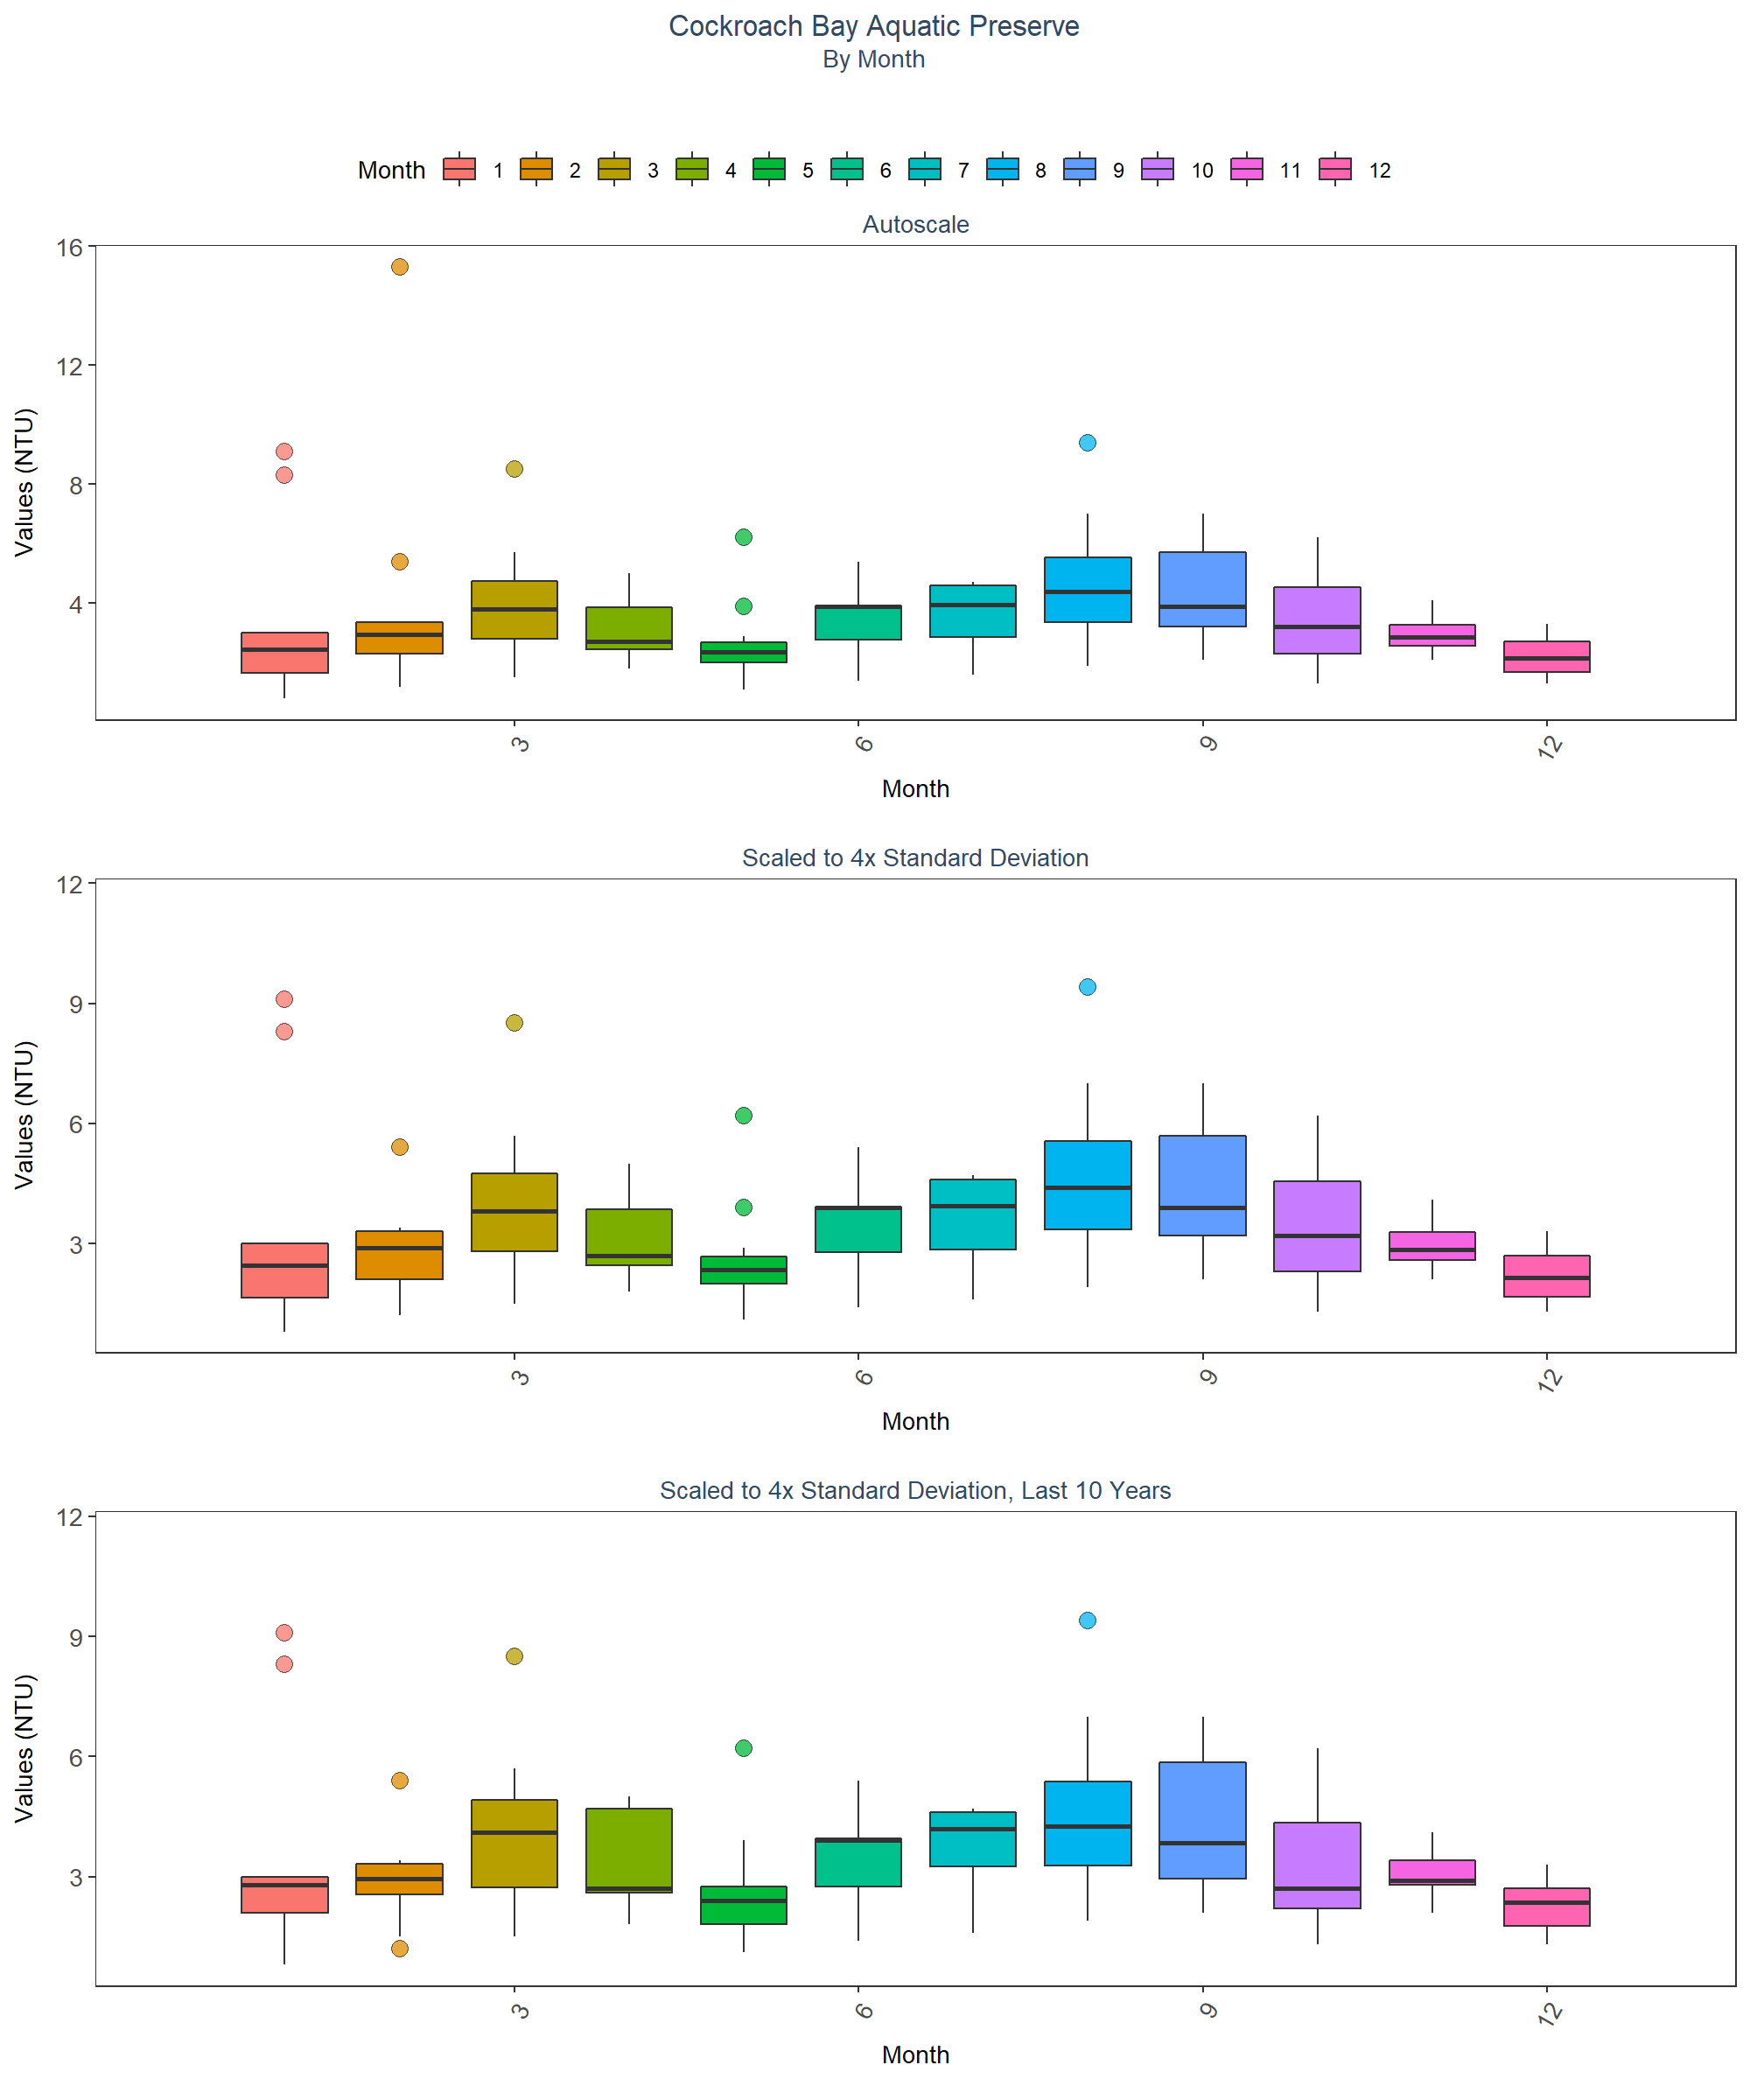 Cockroach Bay Aquatic Preserve
By Month
Month 1 2 3 4 5 6 7 8 9 10 11 12
Autoscale
16
12
8
4
Values (NTU)
3 6 9 12
Month
Scaled to 4x Standard Deviation
12
9
6
3
Values (NTU)
3 6 9 12
Month
Scaled to 4x Standard Deviation, Last 10 Years
12
9
6
3
Values (NTU)
3 6 9 12
Month